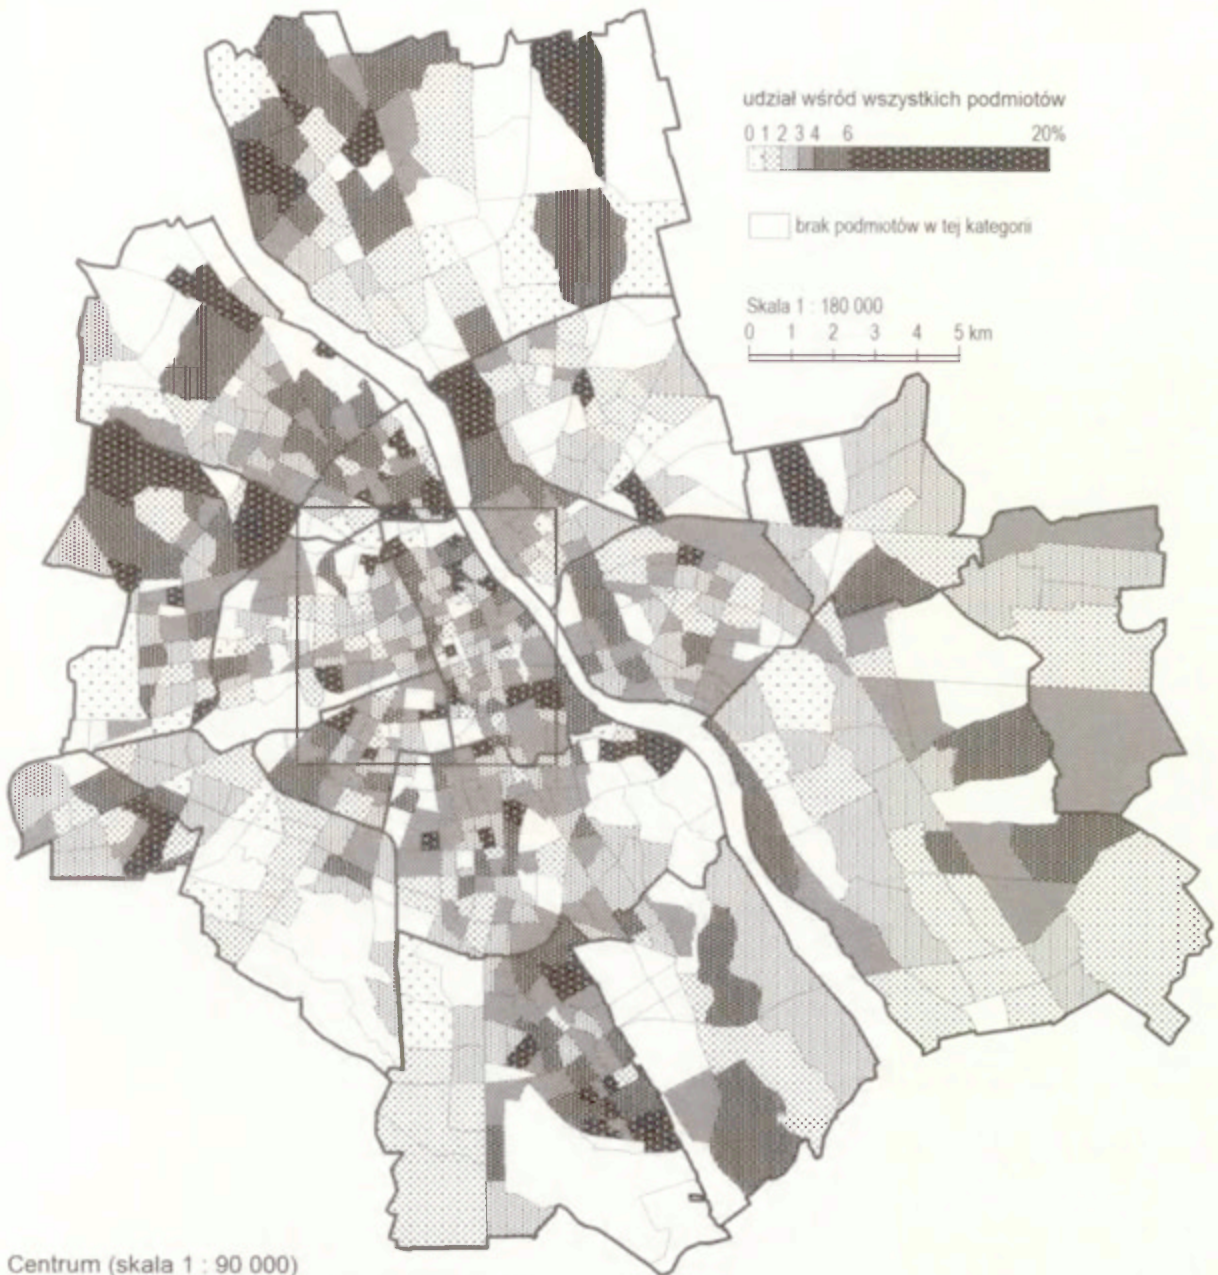 udział wśród wszystkich podmiotów
0 1 2 3 4 6 20%
brak podmiotów w tej kategorii
Skala 1 : 180 000
0 1 2 3 4 5 km
Centrum (skala 1 : 90 000)